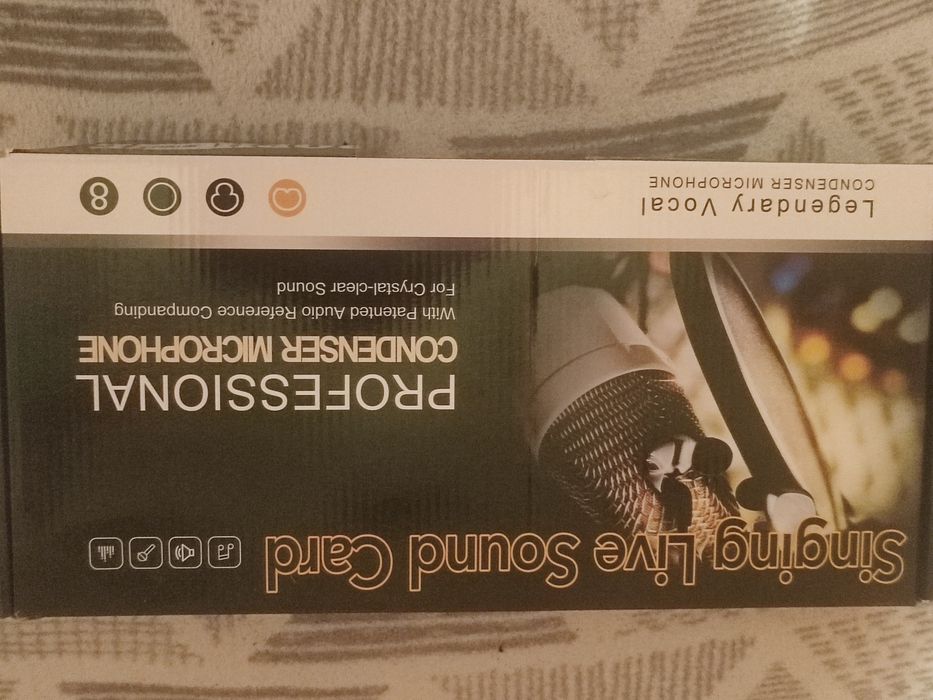 Singing Live Sound Card
PROFESSIONAL
CONDENSER MICROPHONE
With Patented Audio Reference Companding
For Crystal-clear Sound
Legendary Vocal
CONDENSER MICROPHONE
8